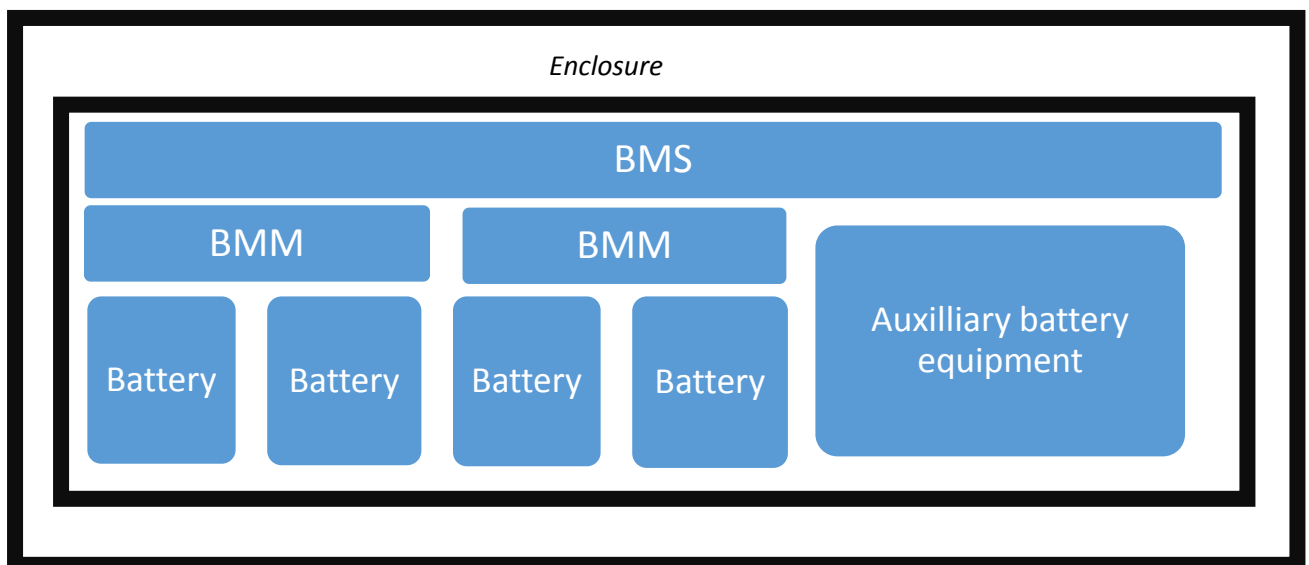 Enclosure
BMS
BMM
BMM
Battery
Battery
Battery
Battery
Auxilliary battery
equipment